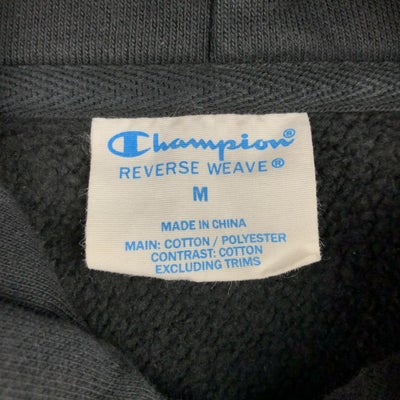 Champion®
REVERSE WEAVE®
M
MADE IN CHINA
MAIN: COTTON / POLYESTER
CONTRAST: COTTON
EXCLUDING TRIMS